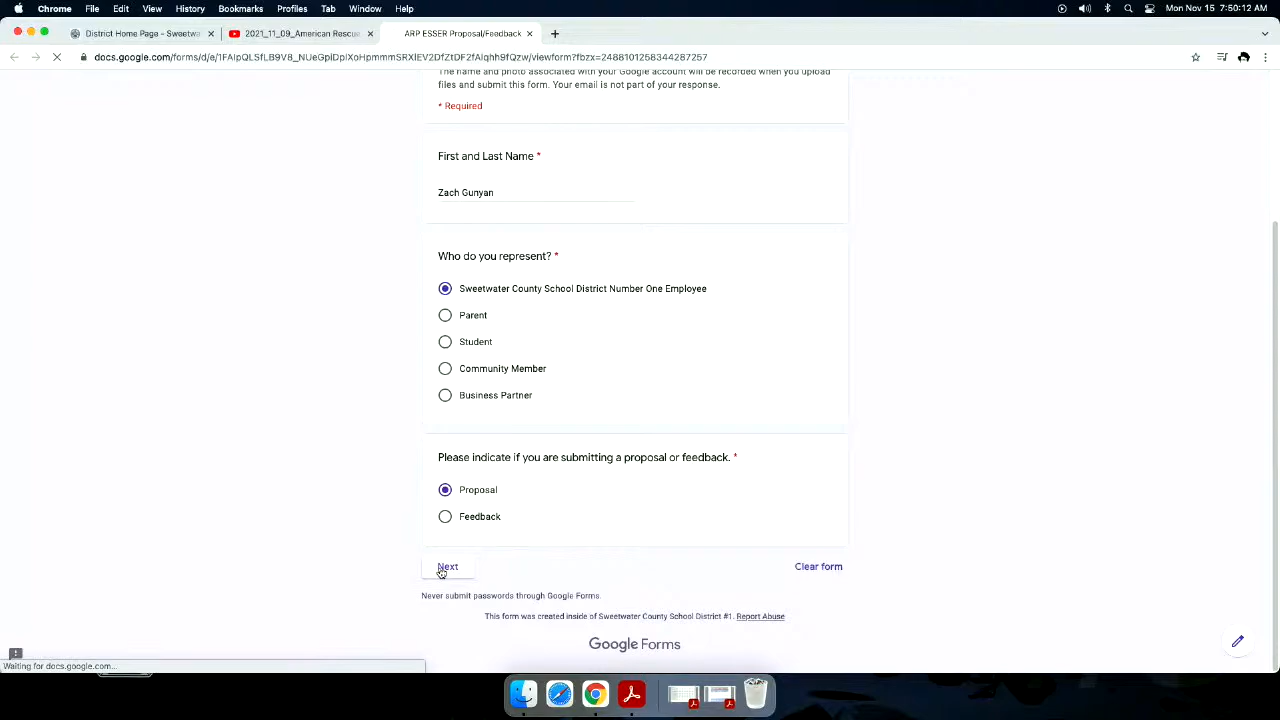 Chrome File Edit View History Bookmarks Profiles Tab Window Help Mon Nov 15 7:50:12 AM
District Home Page - Sweetwa 2021_11_09_American Rescue ARP ESSER Proposal/Feedback
The name and photo associated with your Google account will be recorded when you upload
files and submit this form. Your email is not part of your response.
* Required
First and Last Name *
Zach Gunyan
Who do you represent? *
Sweetwater County School District Number One Employee
Parent
Student
Community Member
Business Partner
Please indicate if you are submitting a proposal or feedback. *
Proposal
Feedback
Next Clear form
Never submit passwords through Google Forms.
This form was created inside of Sweetwater County School District #1. Report Abuse
Google Forms
Waiting for docs.google.com...